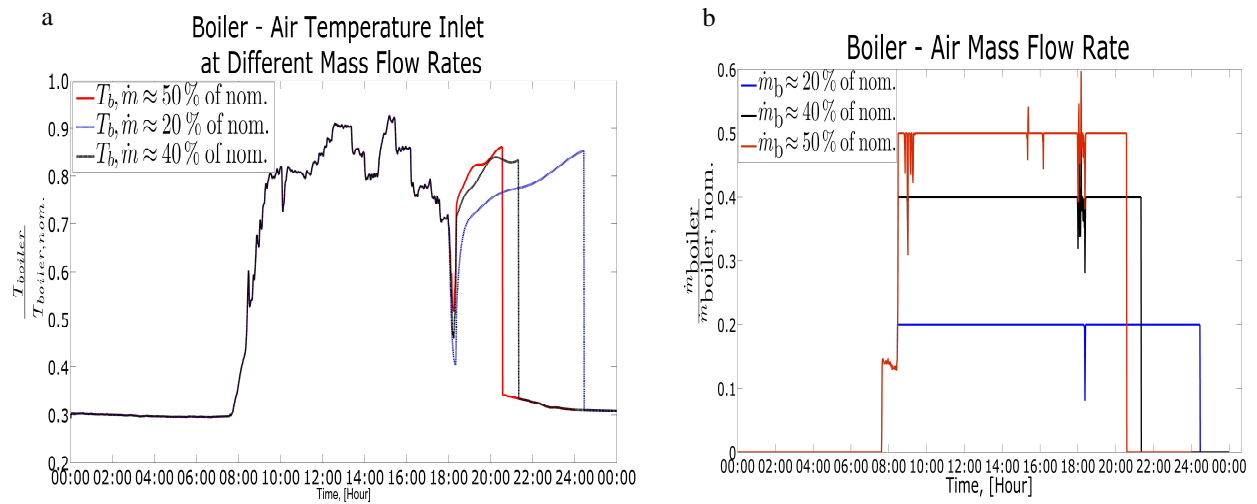 a
Boiler - Air Temperature Inlet
at Different Mass Flow Rates
1.0
0.9
0.8
0.7
0.6
0.5
0.4
0.3
0.2
T_b, ṁ ≈ 50 % of nom.
T_b, ṁ ≈ 20 % of nom.
T_b, ṁ ≈ 40 % of nom.
T_boiler
T_boiler,nom.
00:00 02:00 04:00 06:00 08:00 10:00 12:00 14:00 16:00 18:00 20:00 22:00 24:00 00:00
Time, [Hour]
b
Boiler - Air Mass Flow Rate
0.6
0.5
0.4
0.3
0.2
0.1
0
ṁ_b ≈ 20 % of nom.
ṁ_b ≈ 40 % of nom.
ṁ_b ≈ 50 % of nom.
ṁ_boiler
ṁ_boiler, nom.
00:00 02:00 04:00 06:00 08:00 10:00 12:00 14:00 16:00 18:00 20:00 22:00 24:00 00:00
Time, [Hour]